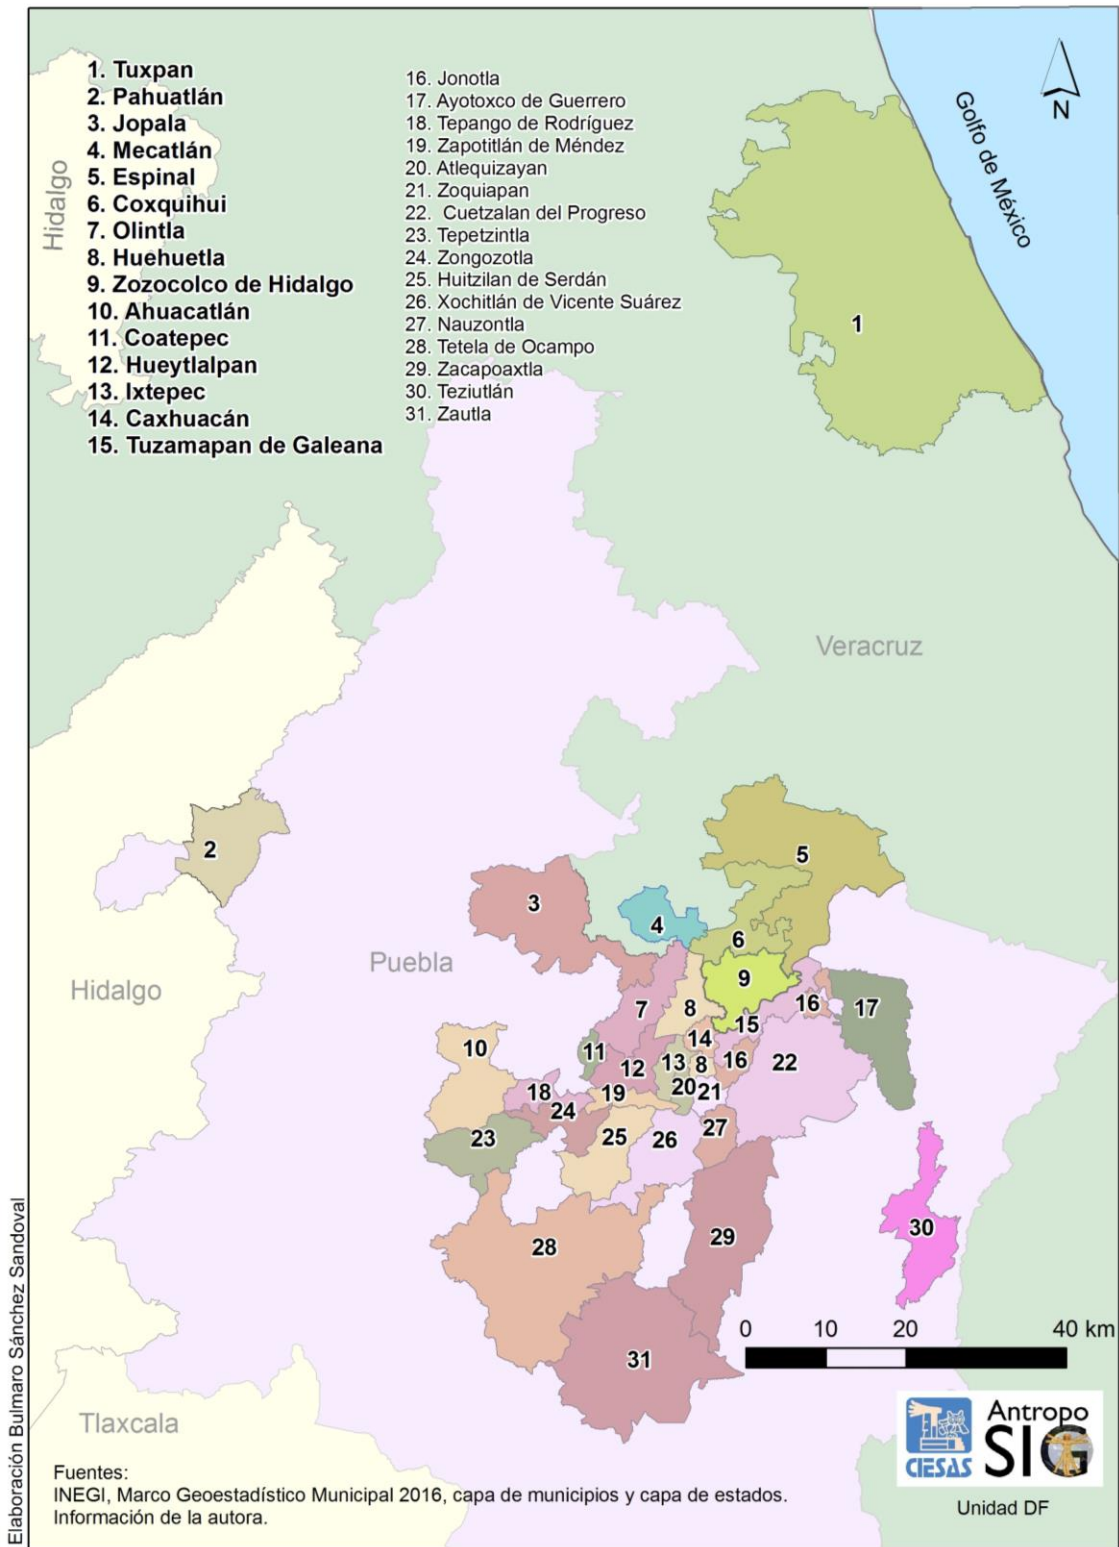 1. Tuxpan
2. Pahuatlán
3. Jopala
4. Mecatlán
5. Espinal
6. Coxquihui
7. Olintla
8. Huehuetla
9. Zozocolco de Hidalgo
10. Ahuacatlán
11. Coatepec
12. Hueytlalpan
13. Ixtepec
14. Caxhuacán
15. Tuzamapan de Galeana
16. Jonotla
17. Ayotoxco de Guerrero
18. Tepango de Rodríguez
19. Zapotitlán de Méndez
20. Atlequizayan
21. Zoquiapan
22. Cuetzalan del Progreso
23. Tepetzintla
24. Zongozotla
25. Huitzilan de Serdán
26. Xochitlán de Vicente Suárez
27. Nauzontla
28. Tetela de Ocampo
29. Zacapoaxtla
30. Teziutlán
31. Zautla
N
Golfo de México
Hidalgo
1
Veracruz
2
5
3
4
6
Puebla
Hidalgo
9
7
8
16
17
15
14
10
11
13
8
16
22
12
20
21
18
19
24
27
23
25
26
30
29
28
0 10 20 40 km
31
Tlaxcala
CIESAS
Antropo
SIG
Unidad DF
Fuentes:
INEGI, Marco Geoestadístico Municipal 2016, capa de municipios y capa de estados.
Información de la autora.
Elaboración Bulmaro Sánchez Sandoval